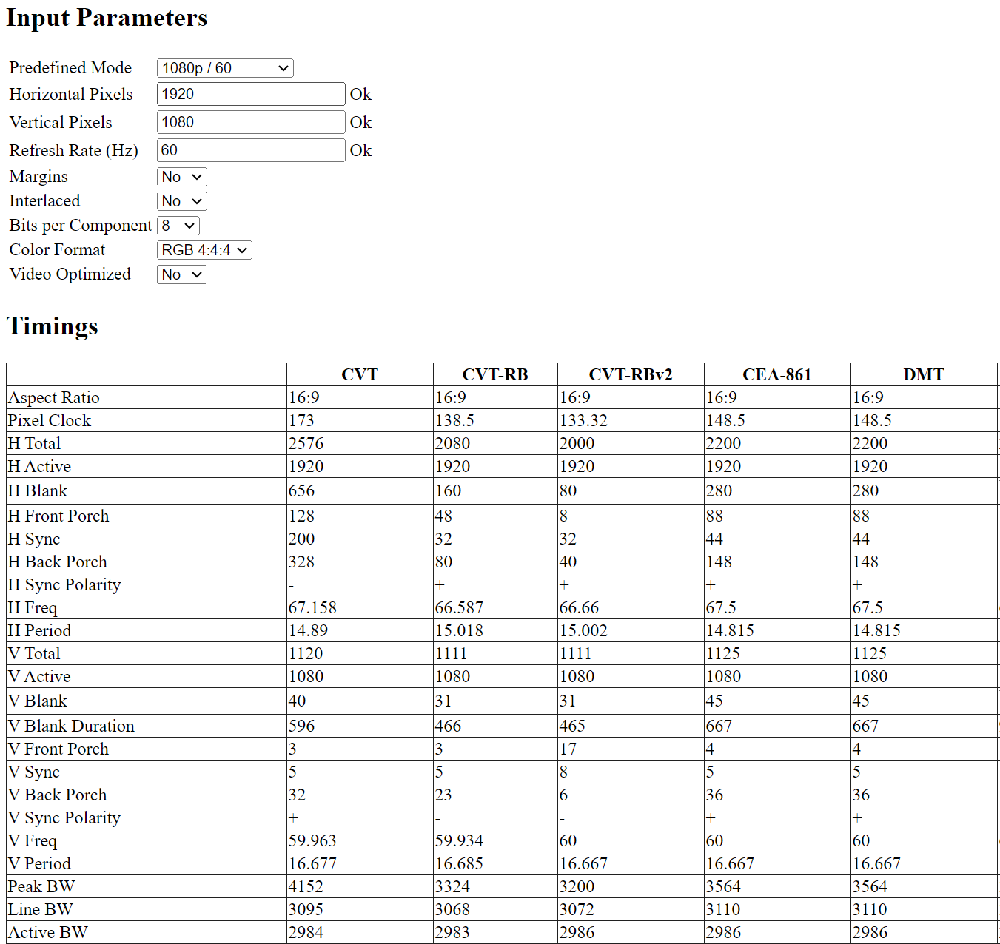 Input Parameters
Predefined Mode 1080p / 60
Horizontal Pixels 1920 Ok
Vertical Pixels 1080 Ok
Refresh Rate (Hz) 60 Ok
Margins No
Interlaced No
Bits per Component 8
Color Format RGB 4:4:4
Video Optimized No
Timings
CVT CVT-RB CVT-RBv2 CEA-861 DMT
Aspect Ratio 16:9 16:9 16:9 16:9 16:9
Pixel Clock 173 138.5 133.32 148.5 148.5
H Total 2576 2080 2000 2200 2200
H Active 1920 1920 1920 1920 1920
H Blank 656 160 80 280 280
H Front Porch 128 48 8 88 88
H Sync 200 32 32 44 44
H Back Porch 328 80 40 148 148
H Sync Polarity - + + + +
H Freq 67.158 66.587 66.66 67.5 67.5
H Period 14.89 15.018 15.002 14.815 14.815
V Total 1120 1111 1111 1125 1125
V Active 1080 1080 1080 1080 1080
V Blank 40 31 31 45 45
V Blank Duration 596 466 465 667 667
V Front Porch 3 3 17 4 4
V Sync 5 5 8 5 5
V Back Porch 32 23 6 36 36
V Sync Polarity + - - + +
V Freq 59.963 59.934 60 60 60
V Period 16.677 16.685 16.667 16.667 16.667
Peak BW 4152 3324 3200 3564 3564
Line BW 3095 3068 3072 3110 3110
Active BW 2984 2983 2986 2986 2986